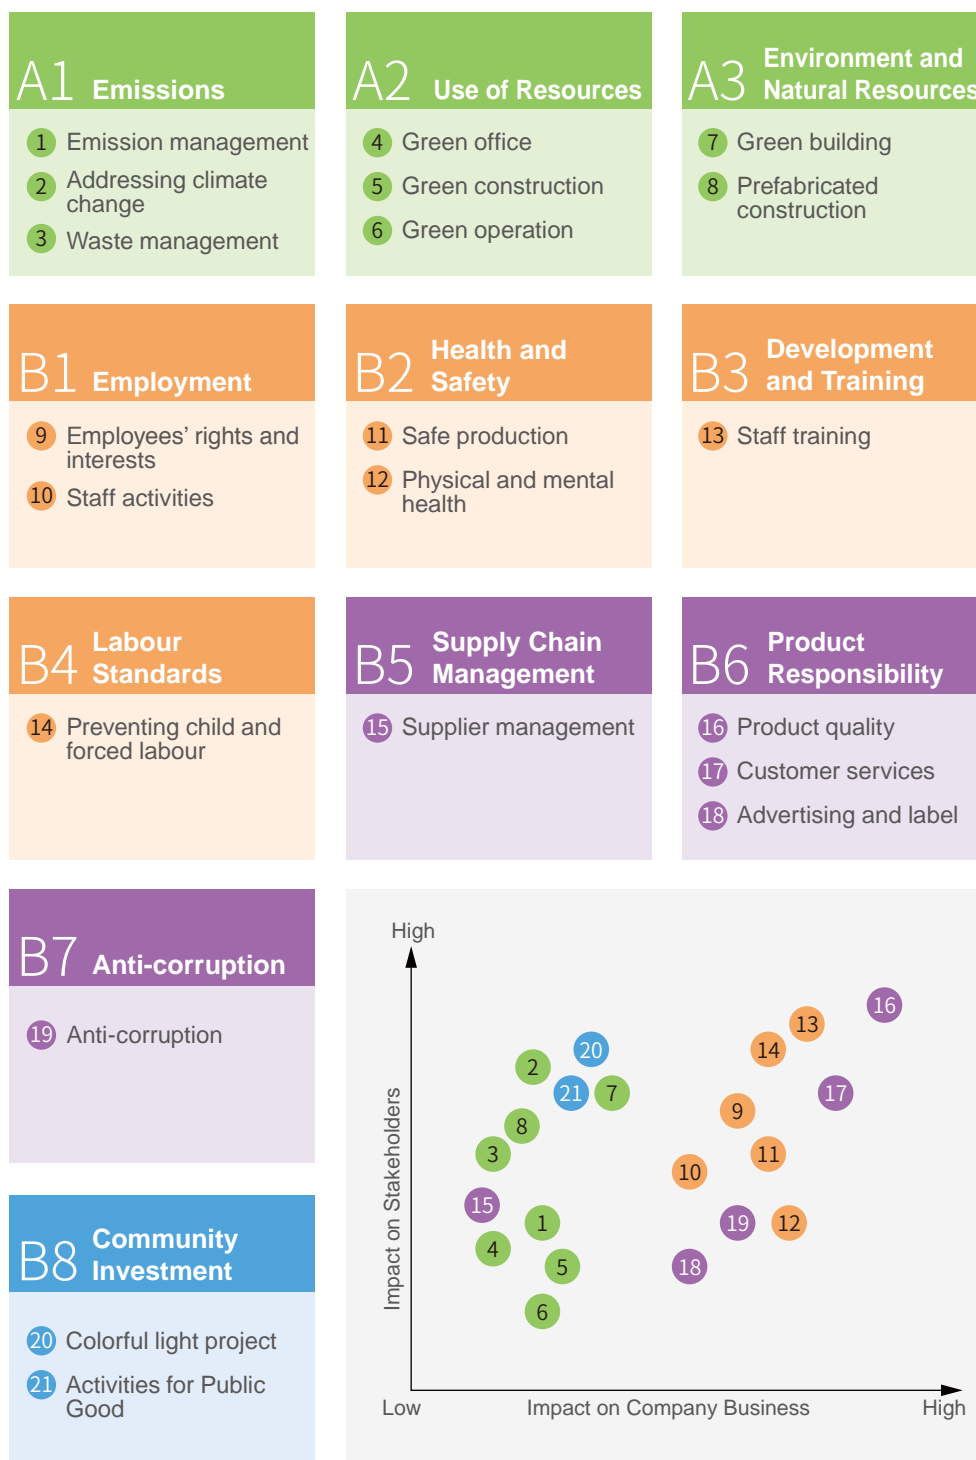 A1 Emissions
1 Emission management
2 Addressing climate
change
3 Waste management
A2 Use of Resources
4 Green office
5 Green construction
6 Green operation
A3 Environment and
Natural Resources
7 Green building
8 Prefabricated
construction
B1 Employment
9 Employees’ rights and
interests
10 Staff activities
B2 Health and
Safety
11 Safe production
12 Physical and mental
health
B3 Development
and Training
13 Staff training
B4 Labour
Standards
14 Preventing child and
forced labour
B5 Supply Chain
Management
15 Supplier management
B6 Product
Responsibility
16 Product quality
17 Customer services
18 Advertising and label
B7 Anti-corruption
19 Anti-corruption
B8 Community
Investment
20 Colorful light project
21 Activities for Public
Good
High
Impact on Stakeholders
16
13
20
14
2
21
7
17
9
8
3
11
10
15
1
19
12
4
5
18
6
Low
Impact on Company Business
High